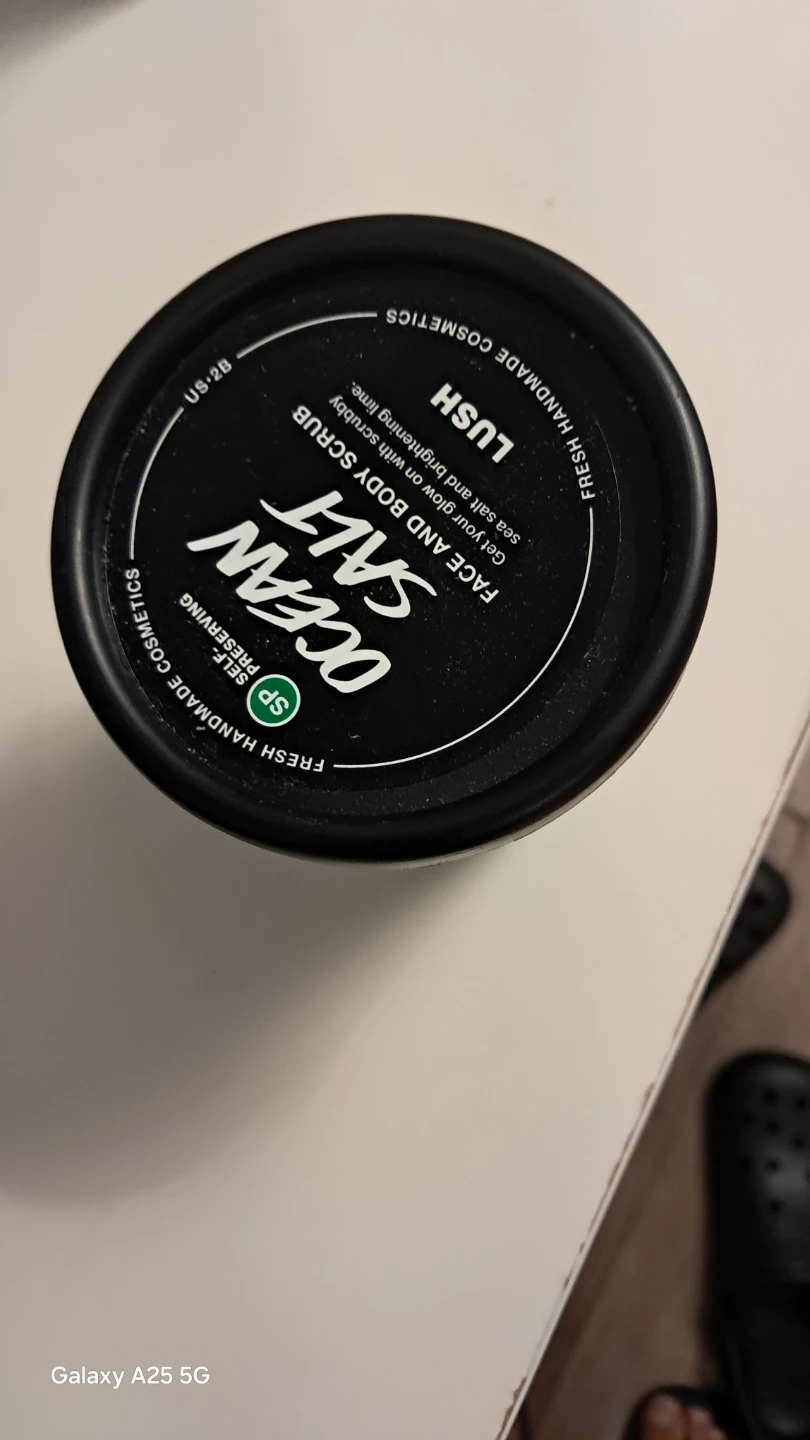 FRESH HANDMADE COSMETICS
SP
SELF-
PRESERVING
OCEAN
SALT
FACE AND BODY SCRUB
Get your glow on with scrubby
sea salt and brightening lime.
LUSH
FRESH HANDMADE COSMETICS
US•2B
Galaxy A25 5G